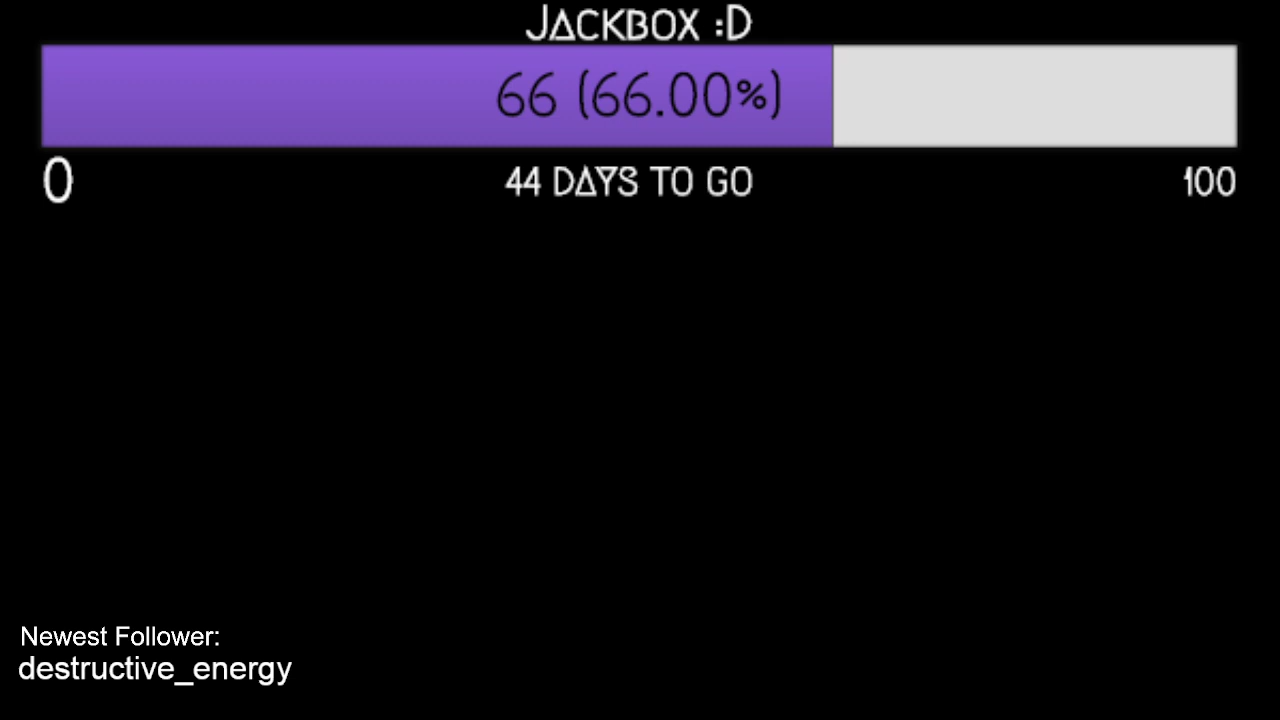 JACKBOX :D
66 (66.00%)
0
44 DAYS TO GO
100
Newest Follower:
destructive_energy